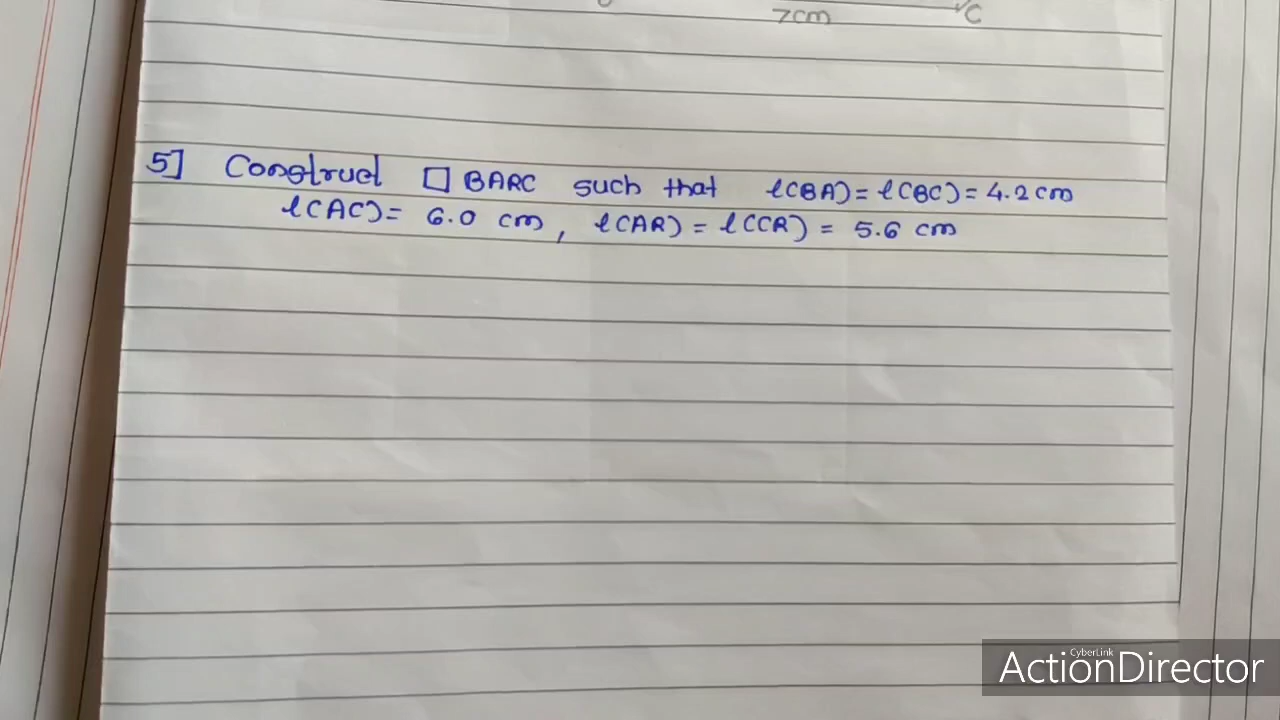 7cm C
5] Construct □ BARC such that l(BA) = l(BC) = 4.2 cm
l(AC) = 6.0 cm, l(AR) = l(CR) = 5.6 cm
CyberLink
ActionDirector